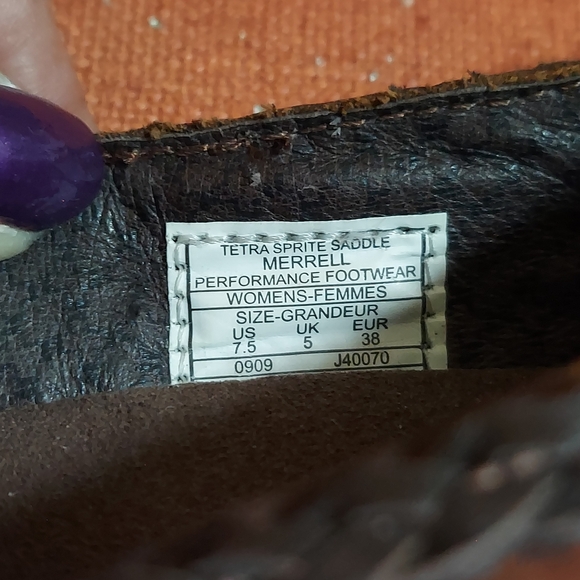 TETRA SPRITE SADDLE
MERRELL
PERFORMANCE FOOTWEAR
WOMENS-FEMMES
SIZE-GRANDEUR
US UK EUR
7.5 5 38
0909 J40070